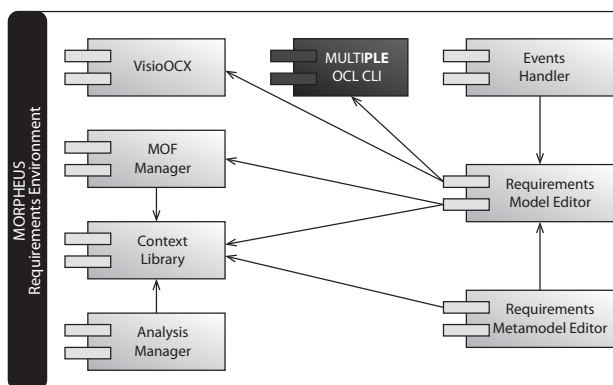 MORPHEUS
Requirements Environment
VisioOCX
MULTIPLE
OCL CLI
Events
Handler
MOF
Manager
Requirements
Model Editor
Context
Library
Analysis
Manager
Requirements
Metamodel Editor